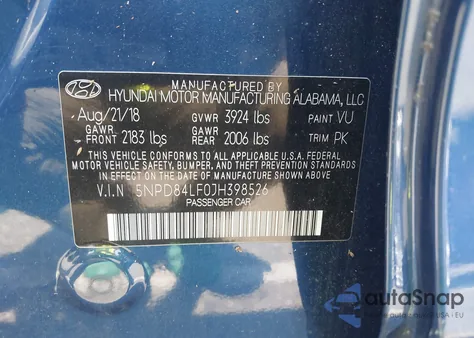 MANUFACTURED BY
HYUNDAI MOTOR MANUFACTURING ALABAMA, LLC
Aug/21/18 GVWR 3924 lbs PAINT VU
GAWR FRONT 2183 lbs GAWR REAR 2006 lbs TRIM PK
THIS VEHICLE CONFORMS TO ALL APPLICABLE U.S.A. FEDERAL
MOTOR VEHICLE SAFETY, BUMPER, AND THEFT PREVENTION
STANDARDS IN EFFECT ON THE DATE OF MANUFACTURE SHOWN ABOVE.
V.I.N 5NPD84LF0JH398526
PASSENGER CAR
autoSnap